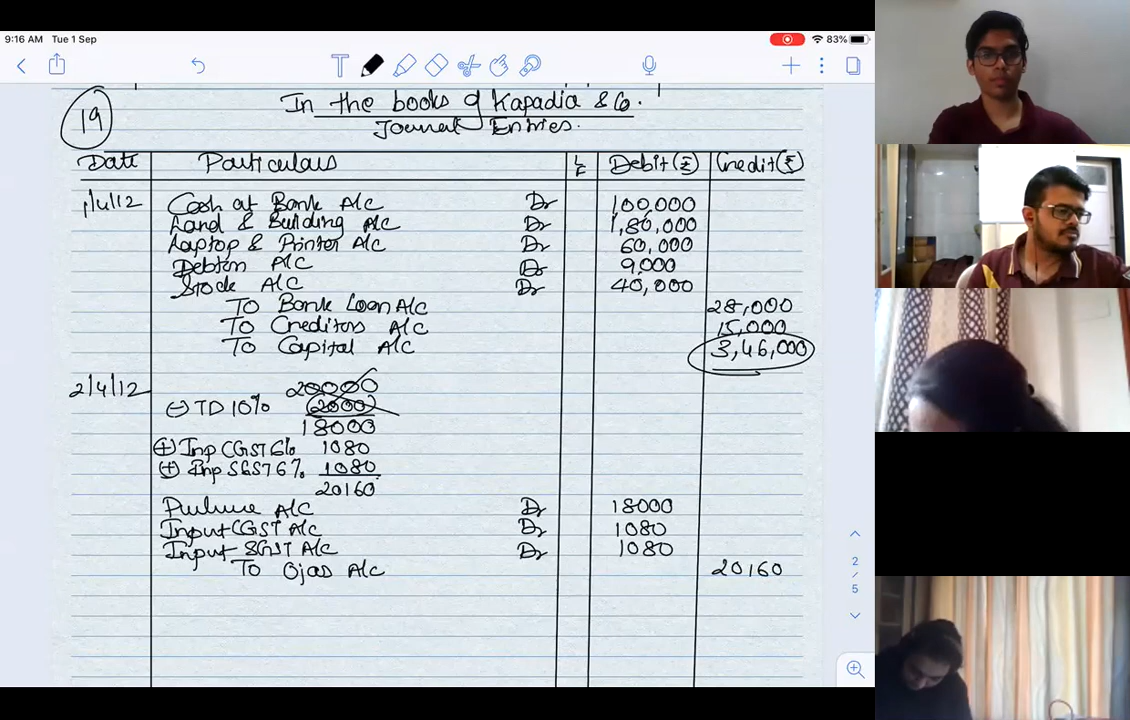 9:16 AM Tue 1 Sep 83%
19
In the books of Kapadia & Co.
Journal Entries.
Date Particulars L F Debit (₹) Credit (₹)
1/4/12 Cash at Bank A/c Dr 100,000
Land & Building A/c Dr 1,80,000
Laptop & Printer A/c Dr 60,000
Debtors A/c Dr 9,000
Stock A/c Dr 40,000
To Bank Loan A/c 28,000
To Creditors A/c 15,000
To Capital A/c 3,46,000
2/4/12 20000
(-) TD 10% 2000
18000
(+) Inp CGST 6% 1080
(+) Inp SGST 6% 1080
20160
Purchase A/c Dr 18000
Input CGST A/c Dr 1080
Input SGST A/c Dr 1080
To Ojas A/c 20160
2
/
5